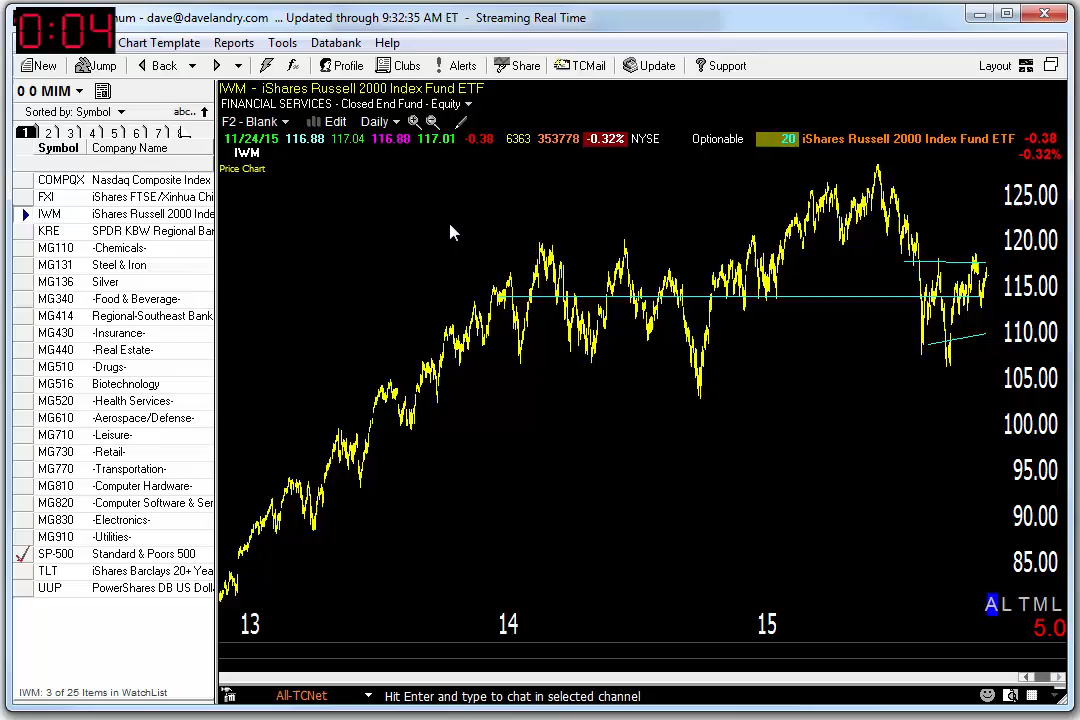 0:04
num - dave@davelandry.com ... Updated through 9:32:35 AM ET - Streaming Real Time
Chart Template Reports Tools Databank Help
New Jump Back Profile Clubs Alerts Share TCMail Update Support Layout
0 0 MIM
Sorted by: Symbol abc..
1 2 3 4 5 6 7
Symbol Company Name
COMPQX Nasdaq Composite Index
FXI iShares FTSE/Xinhua Chi
IWM iShares Russell 2000 Inde
KRE SPDR KBW Regional Ban
MG110 -Chemicals-
MG131 Steel & Iron
MG136 Silver
MG340 -Food & Beverage-
MG414 Regional-Southeast Bank
MG430 -Insurance-
MG440 -Real Estate-
MG510 -Drugs-
MG516 Biotechnology
MG520 -Health Services-
MG610 -Aerospace/Defense-
MG710 -Leisure-
MG730 -Retail-
MG770 -Transportation-
MG810 -Computer Hardware-
MG820 -Computer Software & Ser
MG830 -Electronics-
MG910 -Utilities-
SP-500 Standard & Poors 500
TLT iShares Barclays 20+ Yea
UUP PowerShares DB US Doll
IWM: 3 of 25 Items in WatchList
IWM - iShares Russell 2000 Index Fund ETF
FINANCIAL SERVICES - Closed End Fund - Equity
F2 - Blank Edit Daily
11/24/15 116.88 117.04 116.88 117.01 -0.38 6363 353778 -0.32% NYSE Optionable 20 iShares Russell 2000 Index Fund ETF -0.38
-0.32%
IWM
Price Chart
125.00
120.00
115.00
110.00
105.00
100.00
95.00
90.00
85.00
A L T M L
13 14 15
5.0
All-TCNet Hit Enter and type to chat in selected channel